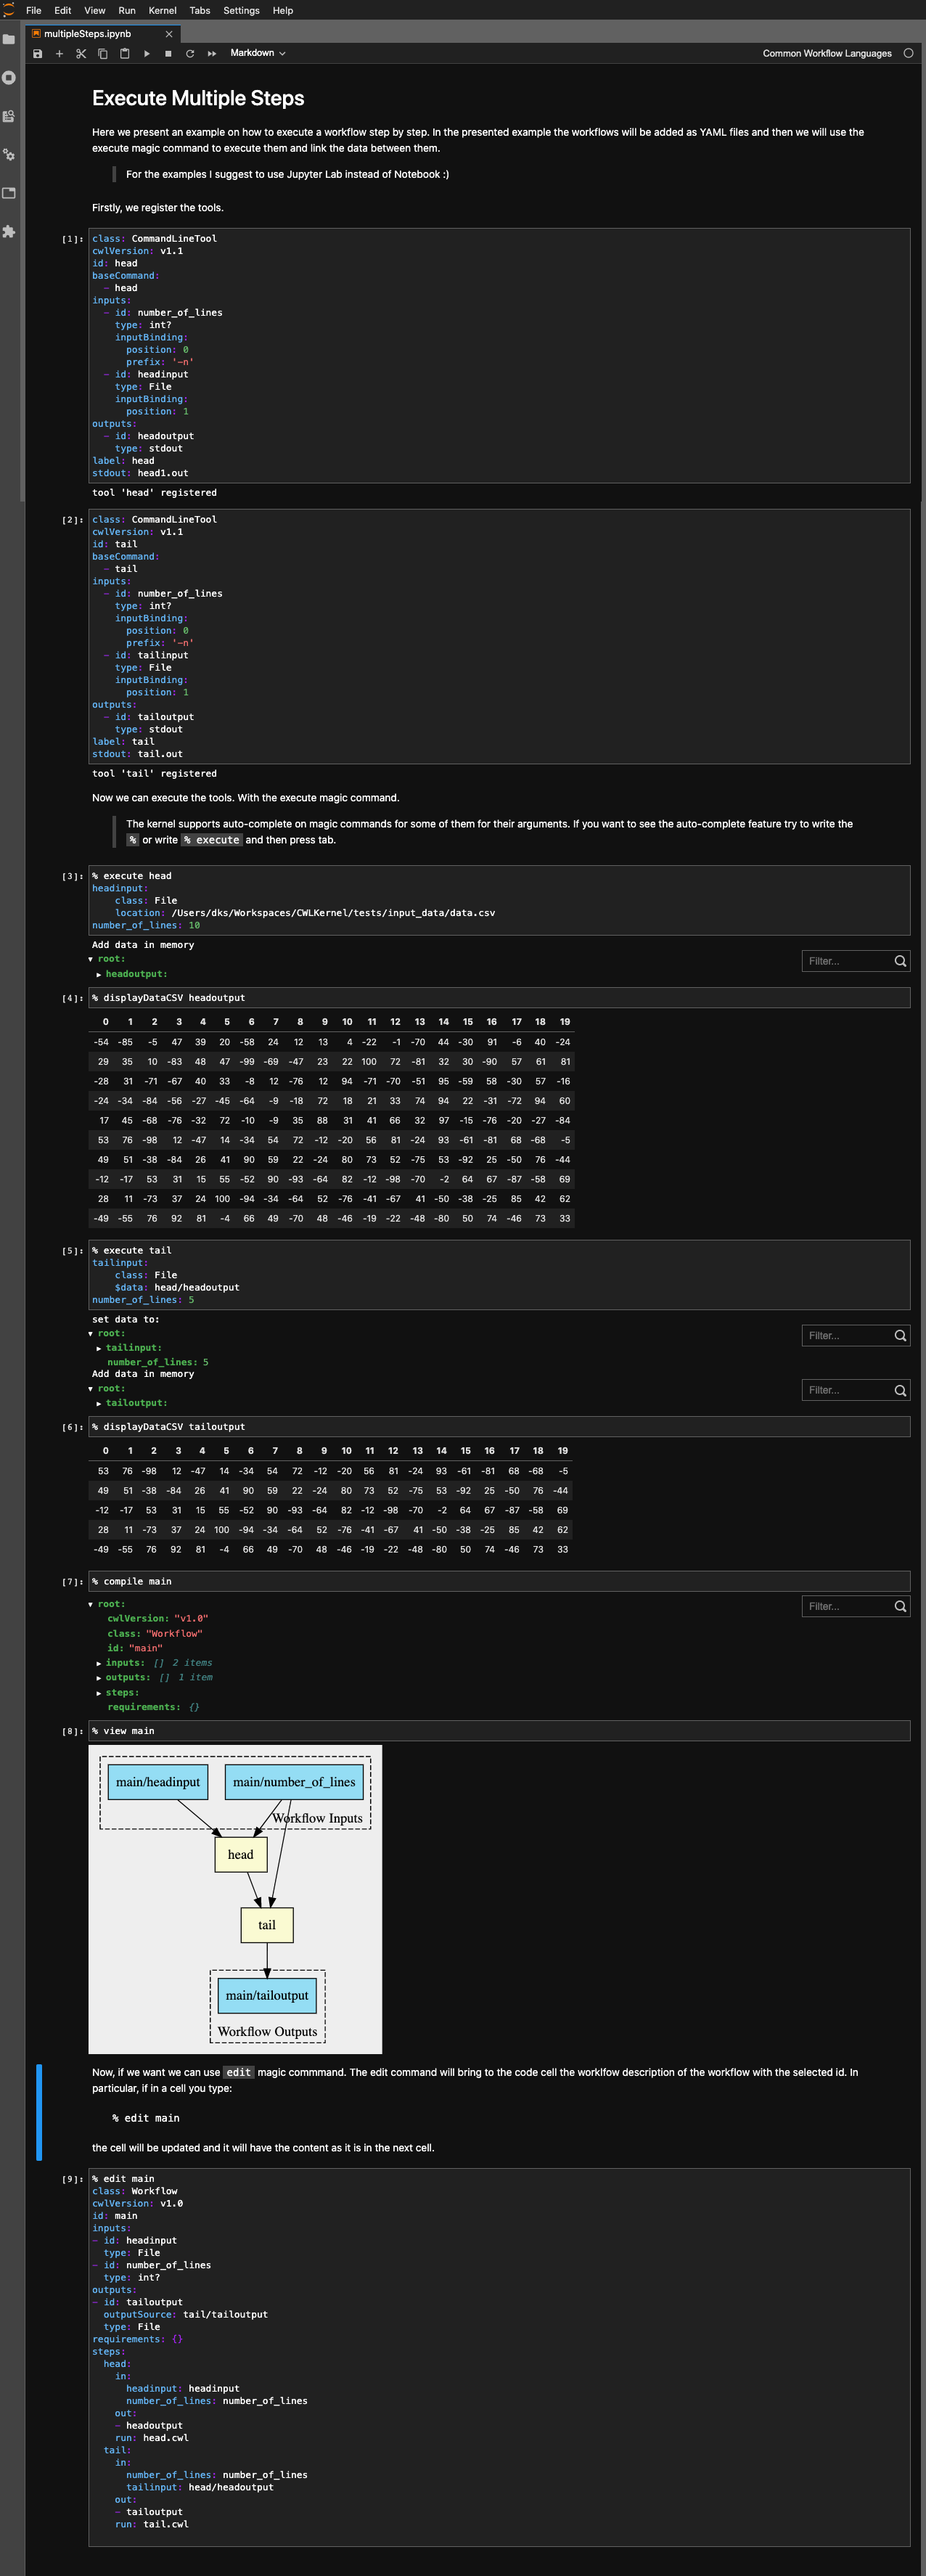 File Edit View Run Kernel Tabs Settings Help
multipleSteps.ipynb
Markdown
Common Workflow Languages
Execute Multiple Steps
Here we present an example on how to execute a workflow step by step. In the presented example the workflows will be added as YAML files and then we will use the
execute magic command to execute them and link the data between them.
For the examples I suggest to use Jupyter Lab instead of Notebook :)
Firstly, we register the tools.
[1]: class: CommandLineTool
cwlVersion: v1.1
id: head
baseCommand:
- head
inputs:
- id: number_of_lines
type: int?
inputBinding:
position: 0
prefix: '-n'
- id: headinput
type: File
inputBinding:
position: 1
outputs:
- id: headoutput
type: stdout
label: head
stdout: head1.out
tool 'head' registered
[2]: class: CommandLineTool
cwlVersion: v1.1
id: tail
baseCommand:
- tail
inputs:
- id: number_of_lines
type: int?
inputBinding:
position: 0
prefix: '-n'
- id: tailinput
type: File
inputBinding:
position: 1
outputs:
- id: tailoutput
type: stdout
label: tail
stdout: tail.out
tool 'tail' registered
Now we can execute the tools. With the execute magic command.
The kernel supports auto-complete on magic commands for some of them for their arguments. If you want to see the auto-complete feature try to write the
% or write % execute and then press tab.
[3]: % execute head
headinput:
class: File
location: /Users/dks/Workspaces/CWLKernel/tests/input_data/data.csv
number_of_lines: 10
Add data in memory
root:
Filter...
headoutput:
[4]: % displayDataCSV headoutput
0 1 2 3 4 5 6 7 8 9 10 11 12 13 14 15 16 17 18 19
-54 -85 -5 47 39 20 -58 24 12 13 4 -22 -1 -70 44 -30 91 -6 40 -24
29 35 10 -83 48 47 -99 -69 -47 23 22 100 72 -81 32 30 -90 57 61 81
-28 31 -71 -67 40 33 -8 12 -76 12 94 -71 -70 -51 95 -59 58 -30 57 -16
-24 -34 -84 -56 -27 -45 -64 -9 -18 72 18 21 33 74 94 22 -31 -72 94 60
17 45 -68 -76 -32 72 -10 -9 35 88 31 41 66 32 97 -15 -76 -20 -27 -84
53 76 -98 12 -47 14 -34 54 72 -12 -20 56 81 -24 93 -61 -81 68 -68 -5
49 51 -38 -84 26 41 90 59 22 -24 80 73 52 -75 53 -92 25 -50 76 -44
-12 -17 53 31 15 55 -52 90 -93 -64 82 -12 -98 -70 -2 64 67 -87 -58 69
28 11 -73 37 24 100 -94 -34 -64 52 -76 -41 -67 41 -50 -38 -25 85 42 62
-49 -55 76 92 81 -4 66 49 -70 48 -46 -19 -22 -48 -80 50 74 -46 73 33
[5]: % execute tail
tailinput:
class: File
$data: head/headoutput
number_of_lines: 5
set data to:
root:
Filter...
tailinput:
number_of_lines: 5
Add data in memory
root:
Filter...
tailoutput:
[6]: % displayDataCSV tailoutput
0 1 2 3 4 5 6 7 8 9 10 11 12 13 14 15 16 17 18 19
53 76 -98 12 -47 14 -34 54 72 -12 -20 56 81 -24 93 -61 -81 68 -68 -5
49 51 -38 -84 26 41 90 59 22 -24 80 73 52 -75 53 -92 25 -50 76 -44
-12 -17 53 31 15 55 -52 90 -93 -64 82 -12 -98 -70 -2 64 67 -87 -58 69
28 11 -73 37 24 100 -94 -34 -64 52 -76 -41 -67 41 -50 -38 -25 85 42 62
-49 -55 76 92 81 -4 66 49 -70 48 -46 -19 -22 -48 -80 50 74 -46 73 33
[7]: % compile main
root:
Filter...
cwlVersion: "v1.0"
class: "Workflow"
id: "main"
inputs: [] 2 items
outputs: [] 1 item
steps:
requirements: {}
[8]: % view main
main/headinput main/number_of_lines
Workflow Inputs
head
tail
main/tailoutput
Workflow Outputs
Now, if we want we can use edit magic commmand. The edit command will bring to the code cell the worklfow description of the workflow with the selected id. In
particular, if in a cell you type:
% edit main
the cell will be updated and it will have the content as it is in the next cell.
[9]: % edit main
class: Workflow
cwlVersion: v1.0
id: main
inputs:
- id: headinput
type: File
- id: number_of_lines
type: int?
outputs:
- id: tailoutput
outputSource: tail/tailoutput
type: File
requirements: {}
steps:
head:
in:
headinput: headinput
number_of_lines: number_of_lines
out:
- headoutput
run: head.cwl
tail:
in:
number_of_lines: number_of_lines
tailinput: head/headoutput
out:
- tailoutput
run: tail.cwl